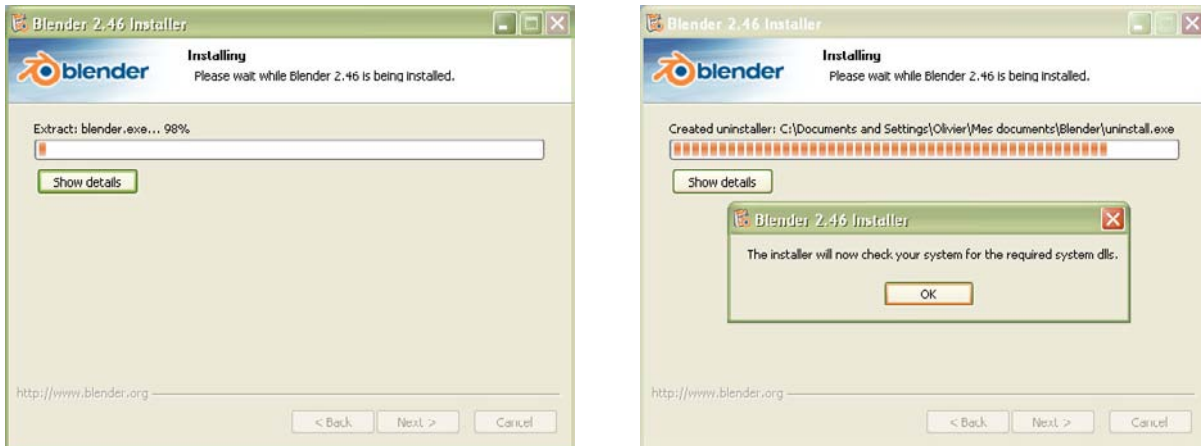 Blender 2.46 Installer
blender
Installing
Please wait while Blender 2.46 is being installed.
Extract: blender.exe... 98%
Show details
http://www.blender.org
< Back
Next >
Cancel
Blender 2.46 Installer
blender
Installing
Please wait while Blender 2.46 is being installed.
Created uninstaller: C:\Documents and Settings\Olivier\Mes documents\Blender\uninstall.exe
Show details
Blender 2.46 Installer
The installer will now check your system for the required system dlls.
OK
http://www.blender.org
< Back
Next >
Cancel